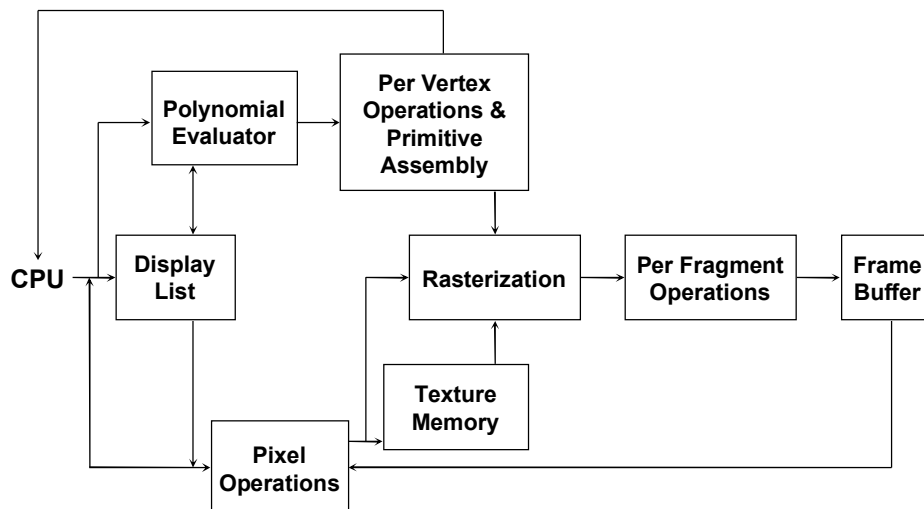 Polynomial
Evaluator
Per Vertex
Operations &
Primitive
Assembly
CPU
Display
List
Rasterization
Per Fragment
Operations
Frame
Buffer
Texture
Memory
Pixel
Operations